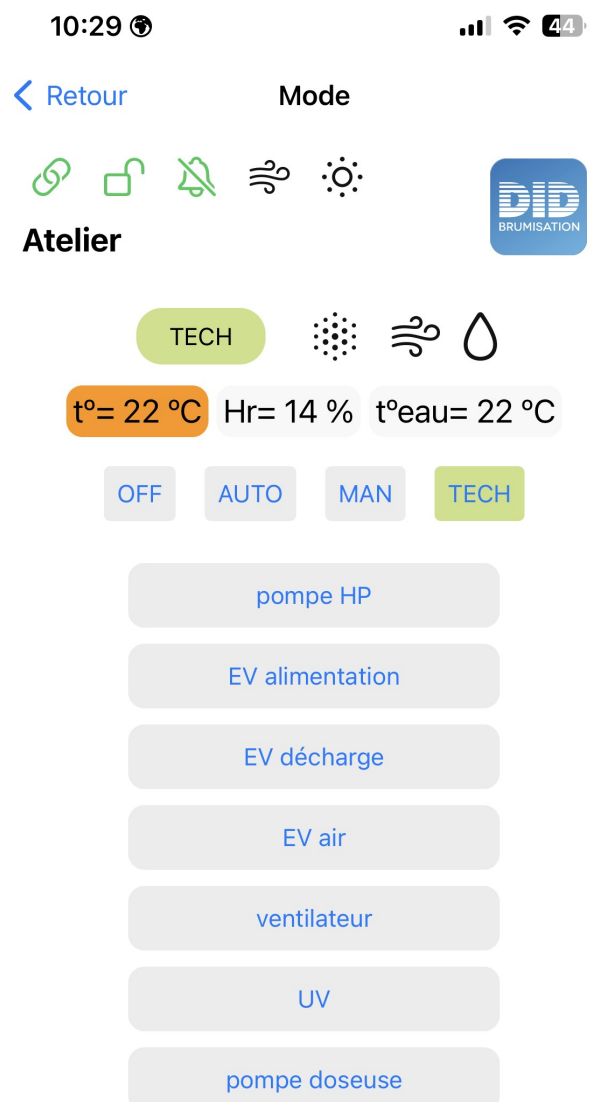 10:29
44
Retour
Mode
DID
BRUMISATION
Atelier
TECH
tº= 22 ºC Hr= 14 % tºeau= 22 ºC
OFF AUTO MAN TECH
pompe HP
EV alimentation
EV décharge
EV air
ventilateur
UV
pompe doseuse